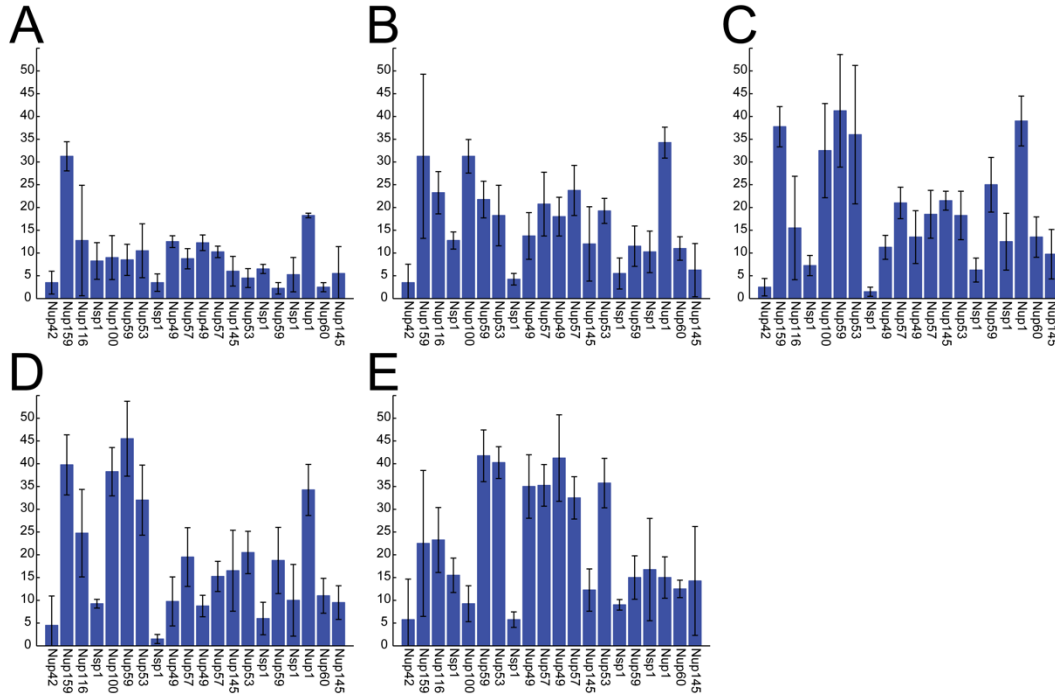 A
55
50
45
40
35
30
25
20
15
10
5
0
Nup42
Nup159
Nup116
Nsp1
Nup100
Nup59
Nup53
Nsp1
Nup49
Nup57
Nup49
Nup57
Nup145
Nup53
Nsp1
Nup59
Nsp1
Nup1
Nup60
Nup145
B
50
45
40
35
30
25
20
15
10
5
0
Nup42
Nup159
Nup116
Nsp1
Nup100
Nup59
Nup53
Nsp1
Nup49
Nup57
Nup49
Nup57
Nup145
Nup53
Nsp1
Nup59
Nsp1
Nup1
Nup60
Nup145
C
50
45
40
35
30
25
20
15
10
5
0
Nup42
Nup159
Nup116
Nsp1
Nup100
Nup59
Nup53
Nsp1
Nup49
Nup57
Nup49
Nup57
Nup145
Nup53
Nsp1
Nup59
Nsp1
Nup1
Nup60
Nup145
D
50
45
40
35
30
25
20
15
10
5
0
Nup42
Nup159
Nup116
Nsp1
Nup100
Nup59
Nup53
Nsp1
Nup49
Nup57
Nup49
Nup57
Nup145
Nup53
Nsp1
Nup59
Nsp1
Nup1
Nup60
Nup145
E
50
45
40
35
30
25
20
15
10
5
0
Nup42
Nup159
Nup116
Nsp1
Nup100
Nup59
Nup53
Nsp1
Nup49
Nup57
Nup49
Nup57
Nup145
Nup53
Nsp1
Nup59
Nsp1
Nup1
Nup60
Nup145